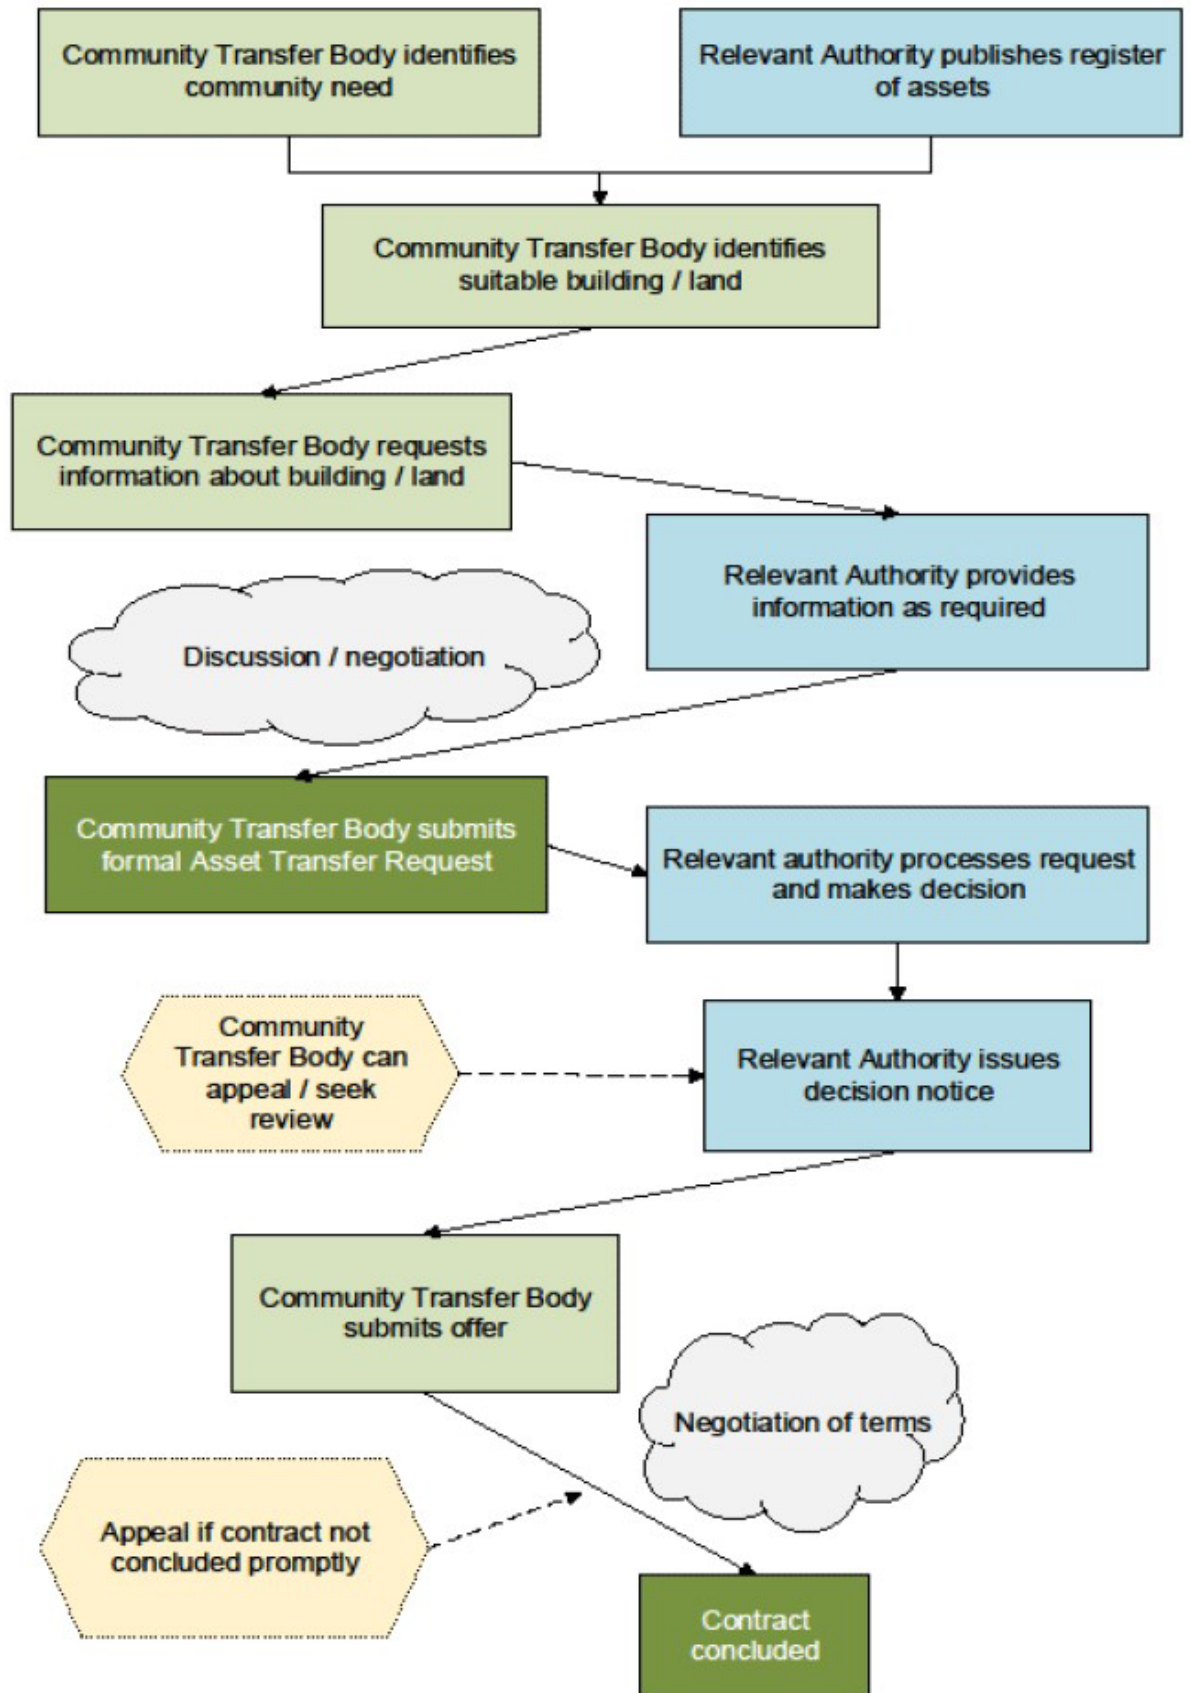 Community Transfer Body identifies
community need
Relevant Authority publishes register
of assets
Community Transfer Body identifies
suitable building / land
Community Transfer Body requests
information about building / land
Relevant Authority provides
information as required
Discussion / negotiation
Community Transfer Body submits
formal Asset Transfer Request
Relevant authority processes request
and makes decision
Community
Transfer Body can
appeal / seek
review
Relevant Authority issues
decision notice
Community Transfer Body
submits offer
Negotiation of terms
Appeal if contract not
concluded promptly
Contract
concluded